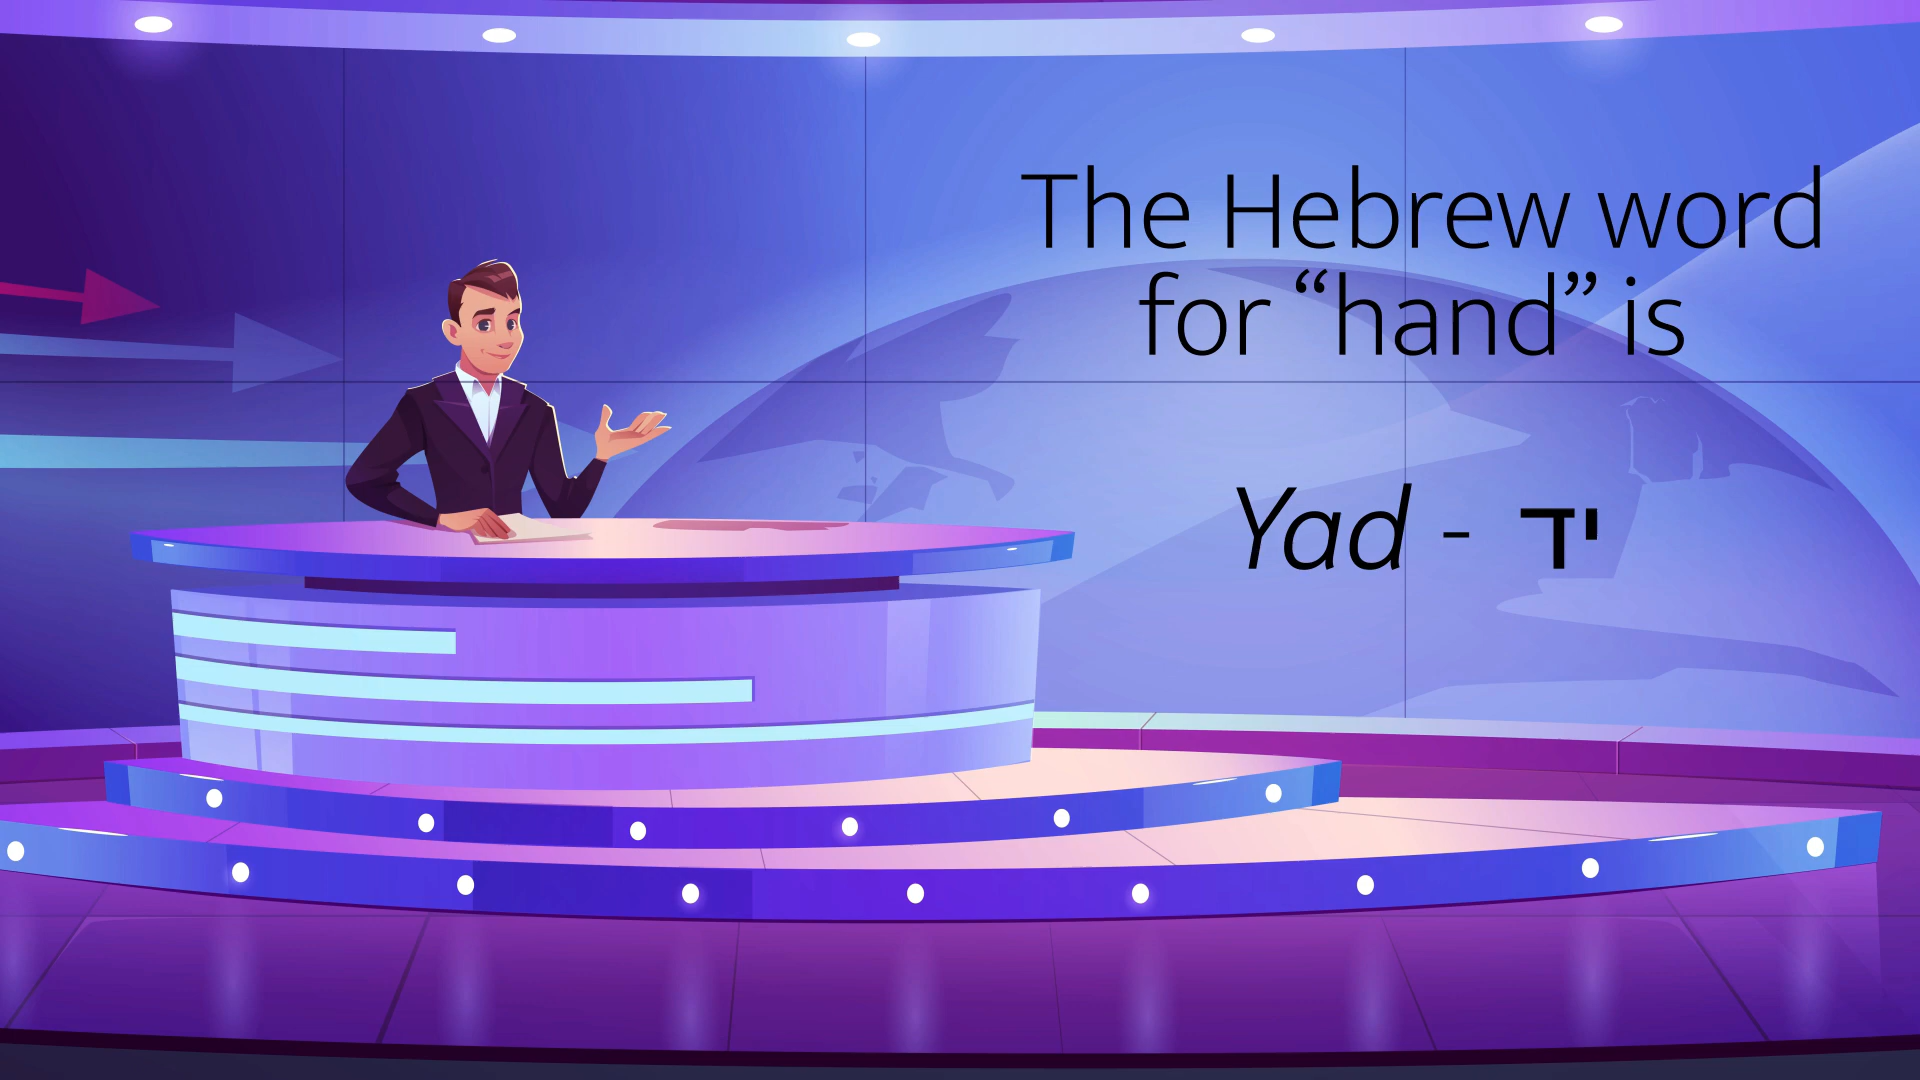 The Hebrew word
for “hand” is
Yad - יד